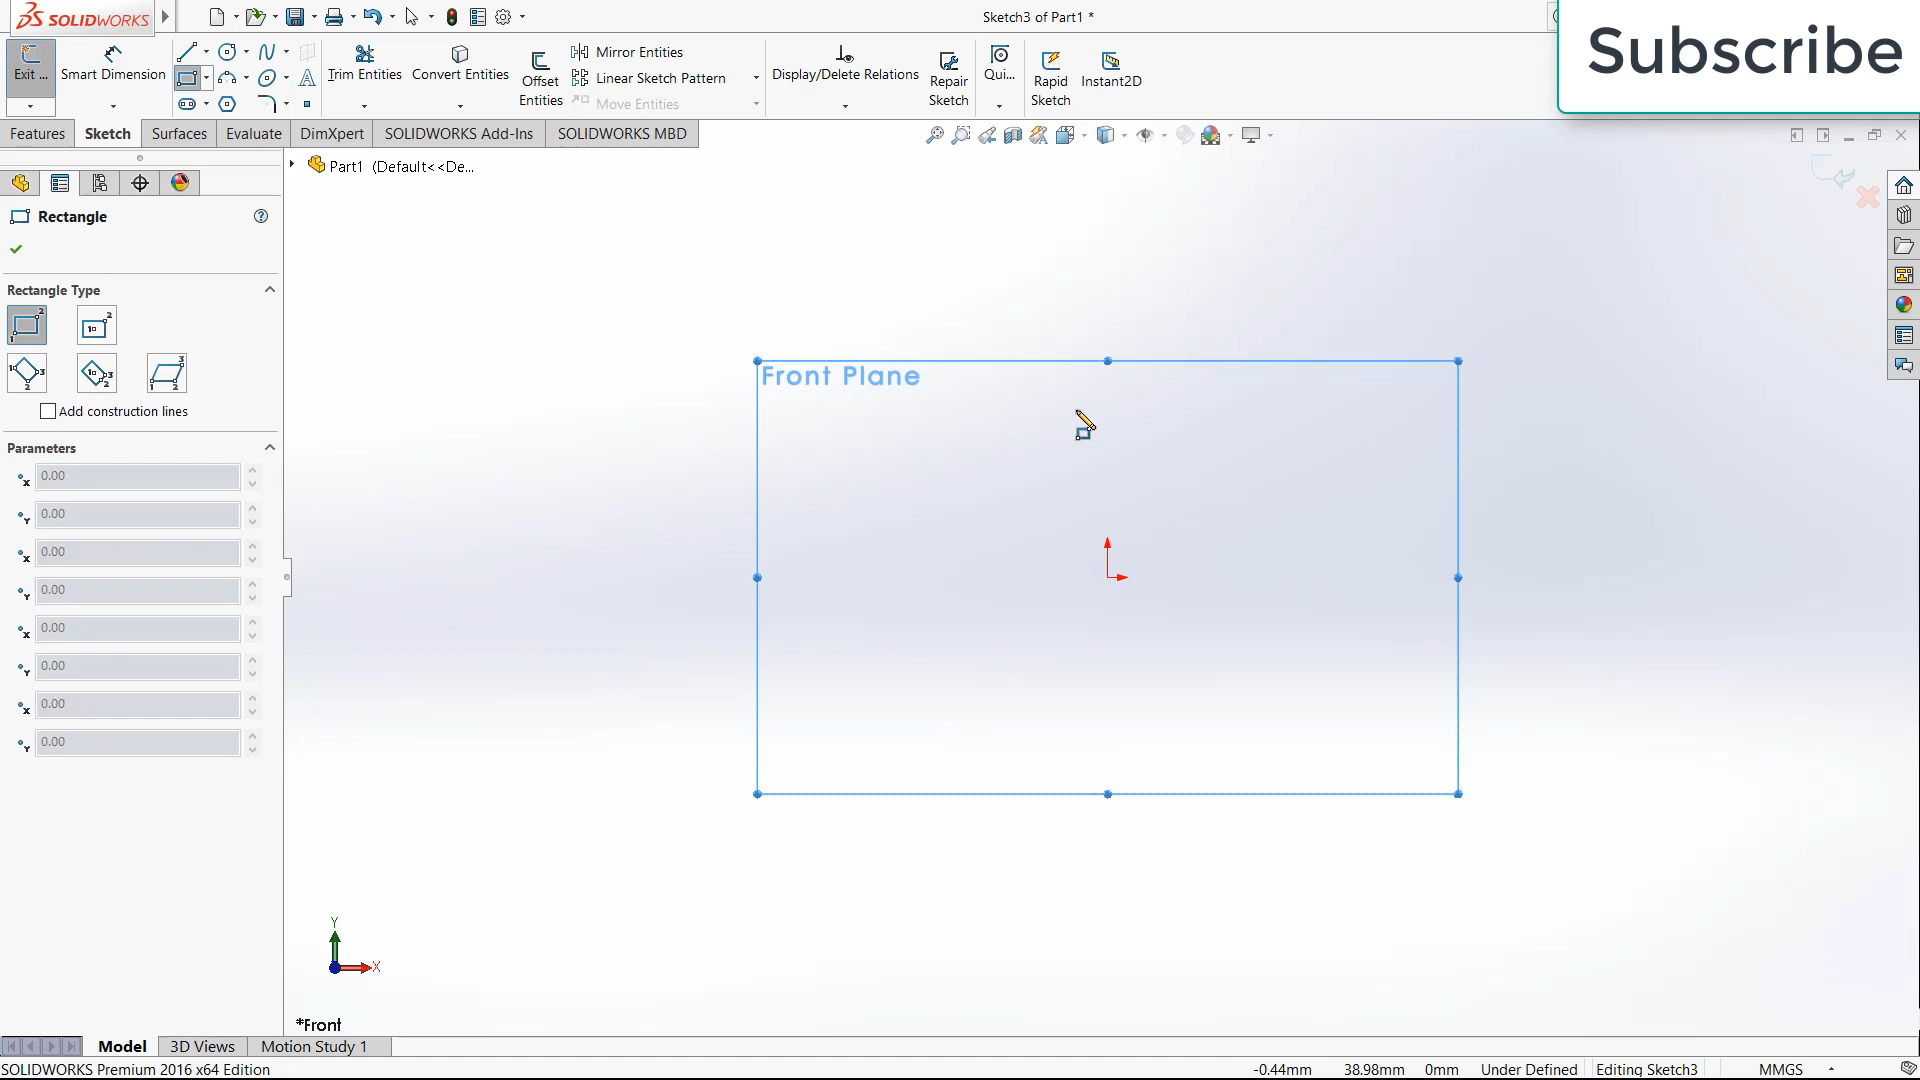 SOLIDWORKS
Sketch3 of Part1 *
Subscribe
Exit ...
Smart Dimension
Trim Entities
Convert Entities
Offset
Entities
Mirror Entities
Linear Sketch Pattern
Move Entities
Display/Delete Relations
Repair
Sketch
Qui...
Rapid
Sketch
Instant2D
Features
Sketch
Surfaces
Evaluate
DimXpert
SOLIDWORKS Add-Ins
SOLIDWORKS MBD
Part1 (Default<<De...
Rectangle
Rectangle Type
Add construction lines
Parameters
x 0.00
Y 0.00
x 0.00
Y 0.00
x 0.00
Y 0.00
x 0.00
Y 0.00
Front Plane
Y
X
*Front
Model
3D Views
Motion Study 1
SOLIDWORKS Premium 2016 x64 Edition
-0.44mm
38.98mm
0mm
Under Defined
Editing Sketch3
MMGS